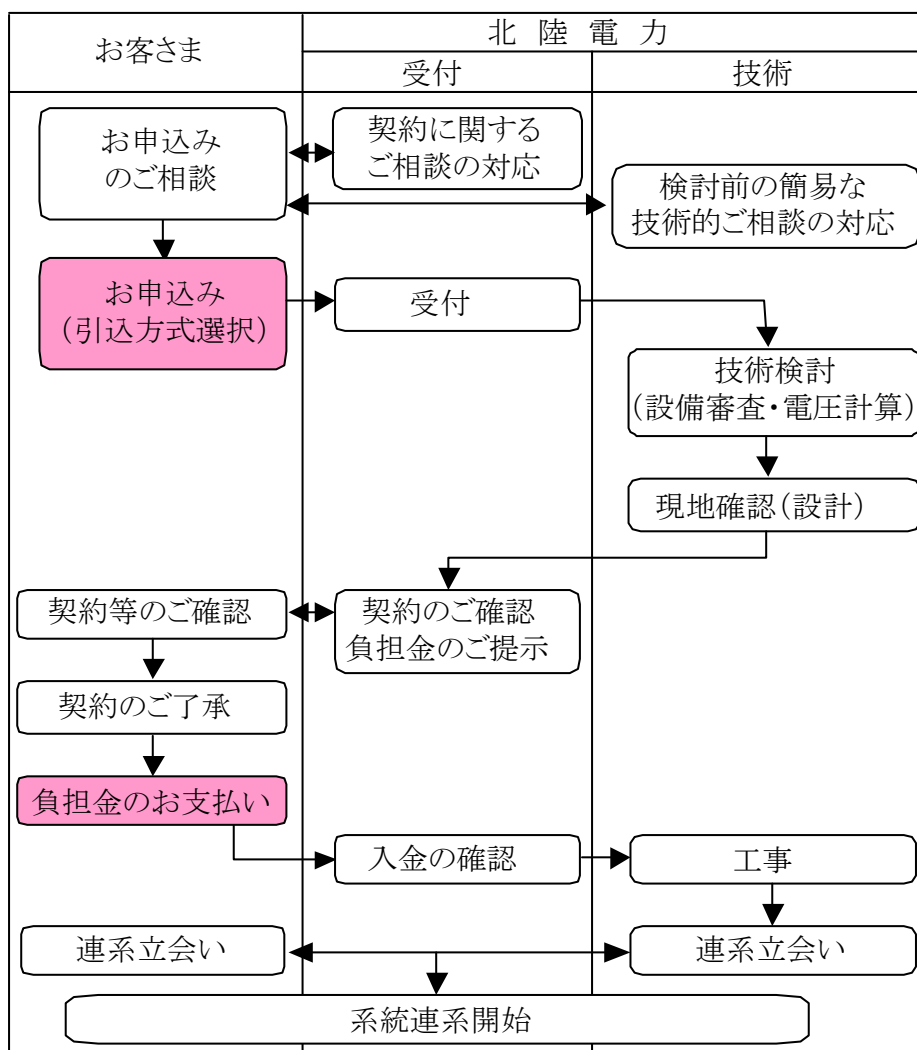 お客さま
北陸電力
受付
技術
お申込み
のご相談
契約に関する
ご相談の対応
検討前の簡易な
技術的ご相談の対応
お申込み
(引込方式選択)
受付
技術検討
(設備審査・電圧計算)
現地確認(設計)
契約等のご確認
契約のご確認
負担金のご提示
契約のご了承
負担金のお支払い
入金の確認
工事
連系立会い
連系立会い
系統連系開始